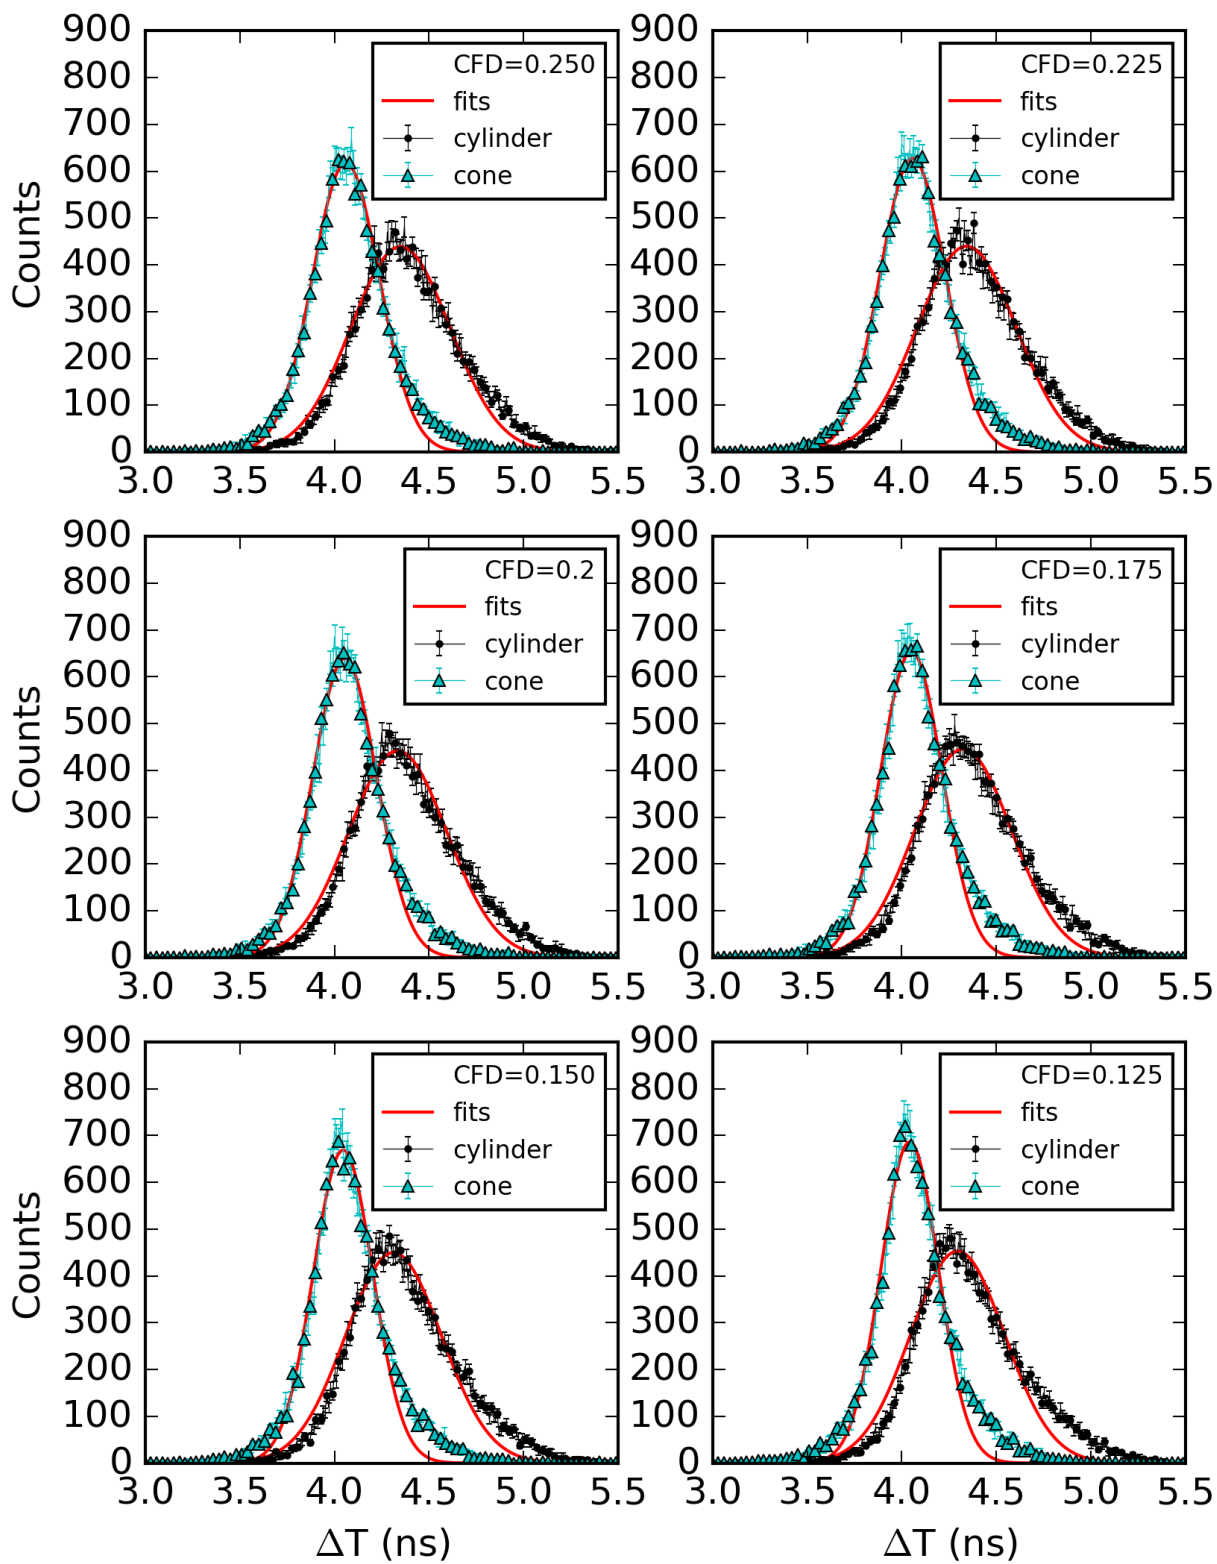 900
800
700
600
500
400
300
200
100
0
3.0 3.5 4.0 4.5 5.0 5.5
Counts
CFD=0.250
fits
cylinder
cone
900
800
700
600
500
400
300
200
100
0
3.0 3.5 4.0 4.5 5.0 5.5
CFD=0.225
fits
cylinder
cone
900
800
700
600
500
400
300
200
100
0
3.0 3.5 4.0 4.5 5.0 5.5
Counts
CFD=0.2
fits
cylinder
cone
900
800
700
600
500
400
300
200
100
0
3.0 3.5 4.0 4.5 5.0 5.5
CFD=0.175
fits
cylinder
cone
900
800
700
600
500
400
300
200
100
0
3.0 3.5 4.0 4.5 5.0 5.5
Counts
ΔT (ns)
CFD=0.150
fits
cylinder
cone
900
800
700
600
500
400
300
200
100
0
3.0 3.5 4.0 4.5 5.0 5.5
ΔT (ns)
CFD=0.125
fits
cylinder
cone